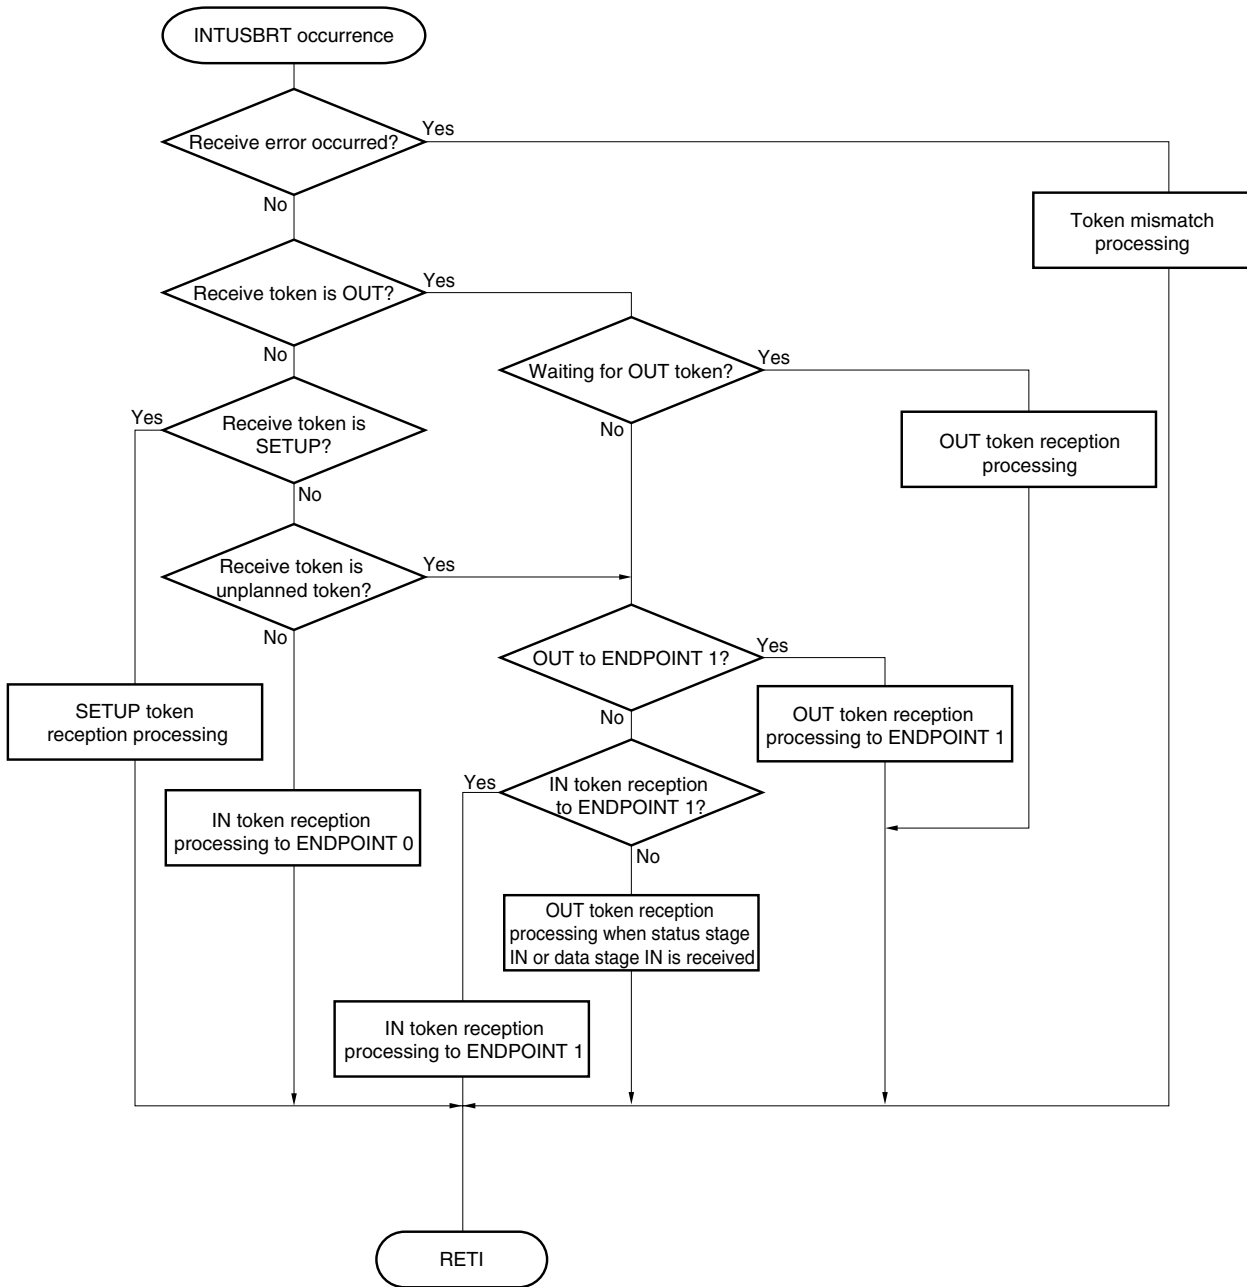 INTUSBRT occurrence
Receive error occurred?
Yes
No
Token mismatch
processing
Receive token is OUT?
Yes
No
Waiting for OUT token?
Yes
No
Receive token is
SETUP?
Yes
No
OUT token reception
processing
Receive token is
unplanned token?
Yes
No
OUT to ENDPOINT 1?
Yes
No
SETUP token
reception processing
OUT token reception
processing to ENDPOINT 1
IN token reception
to ENDPOINT 1?
Yes
No
IN token reception
processing to ENDPOINT 0
OUT token reception
processing when status stage
IN or data stage IN is received
IN token reception
processing to ENDPOINT 1
RETI